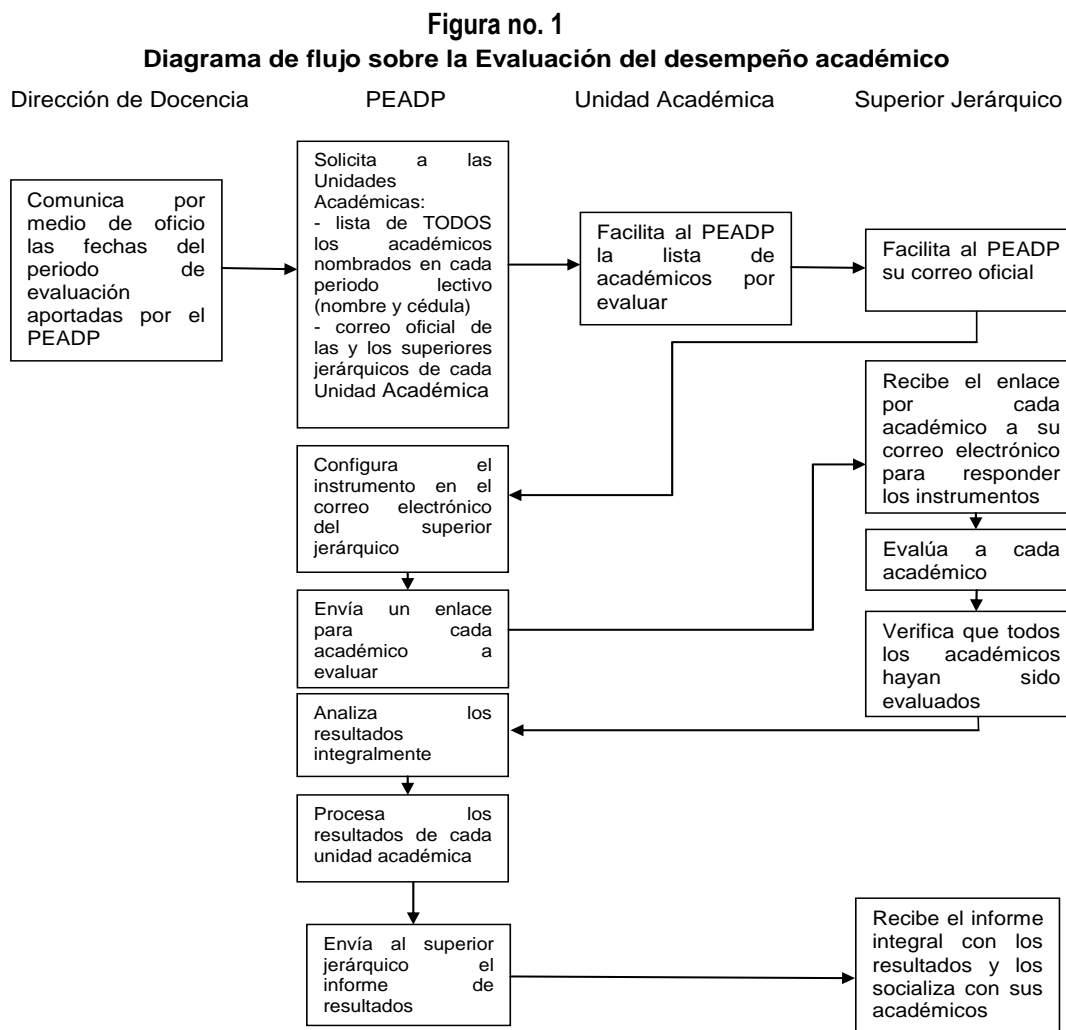 Figura no. 1
Diagrama de flujo sobre la Evaluación del desempeño académico
Dirección de Docencia
PEADP
Unidad Académica
Superior Jerárquico
Comunica por
medio de oficio
las fechas del
periodo de
evaluación
aportadas por el
PEADP
Solicita a las
Unidades
Académicas:
- lista de TODOS
los académicos
nombrados en cada
periodo lectivo
(nombre y cédula)
- correo oficial de
las y los superiores
jerárquicos de cada
Unidad Académica
Facilita al PEADP
la lista de
académicos por
evaluar
Facilita al PEADP
su correo oficial
Configura el
instrumento en el
correo electrónico
del superior
jerárquico
Envía un enlace
para cada
académico a
evaluar
Recibe el enlace
por cada
académico a su
correo electrónico
para responder
los instrumentos
Evalúa a cada
académico
Verifica que todos
los académicos
hayan sido
evaluados
Analiza los
resultados
integralmente
Procesa los
resultados de cada
unidad académica
Envía al superior
jerárquico el
informe de
resultados
Recibe el informe
integral con los
resultados y los
socializa con sus
académicos